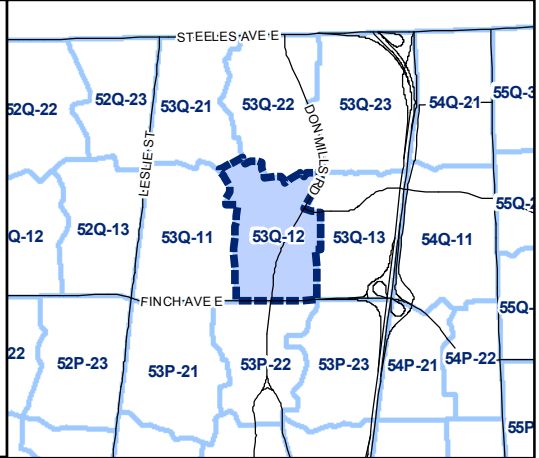 STEELES AVE E
52Q-22
52Q-23
53Q-21
53Q-22
53Q-23
54Q-21
55Q-3
LESLIE ST
DON MILLS RD
Q-12
52Q-13
53Q-11
53Q-12
53Q-13
54Q-11
55Q-2
FINCH AVE E
55Q-
22
52P-23
53P-21
53P-22
53P-23
54P-21
54P-22
55P